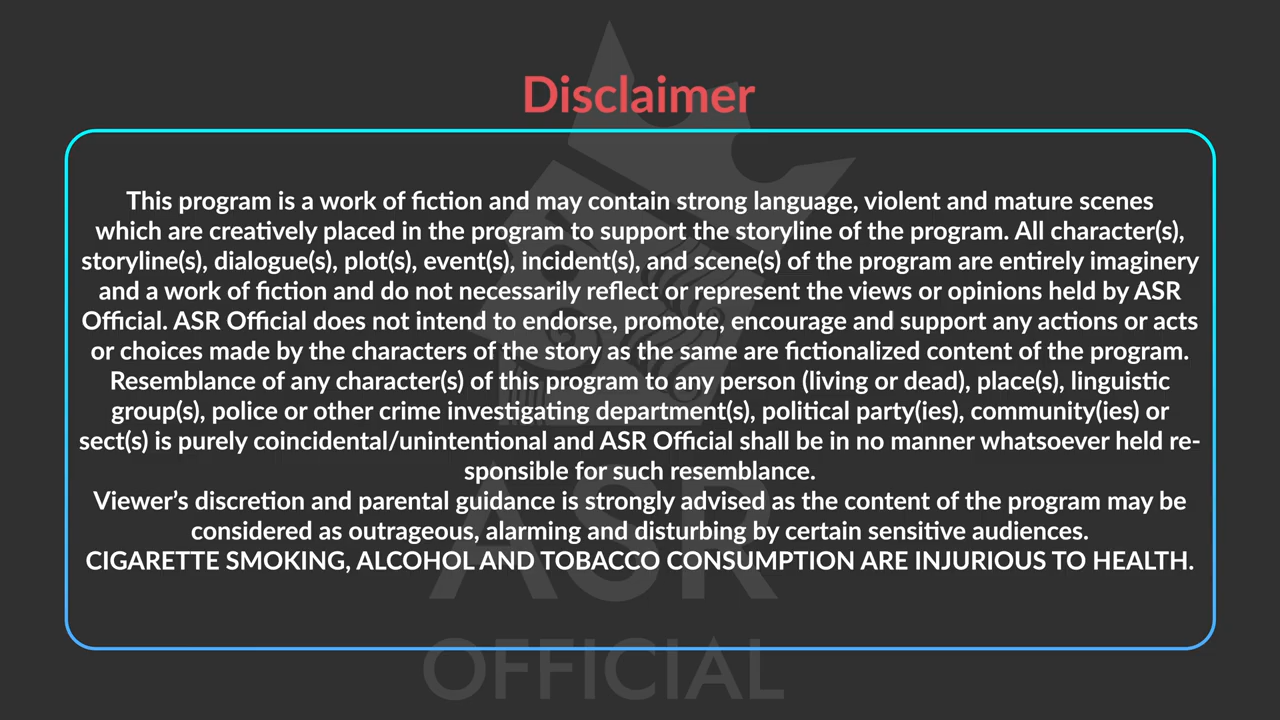 Disclaimer
This program is a work of fiction and may contain strong language, violent and mature scenes
which are creatively placed in the program to support the storyline of the program. All character(s),
storyline(s), dialogue(s), plot(s), event(s), incident(s), and scene(s) of the program are entirely imaginery
and a work of fiction and do not necessarily reflect or represent the views or opinions held by ASR
Official. ASR Official does not intend to endorse, promote, encourage and support any actions or acts
or choices made by the characters of the story as the same are fictionalized content of the program.
Resemblance of any character(s) of this program to any person (living or dead), place(s), linguistic
group(s), police or other crime investigating department(s), political party(ies), community(ies) or
sect(s) is purely coincidental/unintentional and ASR Official shall be in no manner whatsoever held re-
sponsible for such resemblance.
Viewer’s discretion and parental guidance is strongly advised as the content of the program may be
considered as outrageous, alarming and disturbing by certain sensitive audiences.
CIGARETTE SMOKING, ALCOHOL AND TOBACCO CONSUMPTION ARE INJURIOUS TO HEALTH.
ASR
OFFICIAL